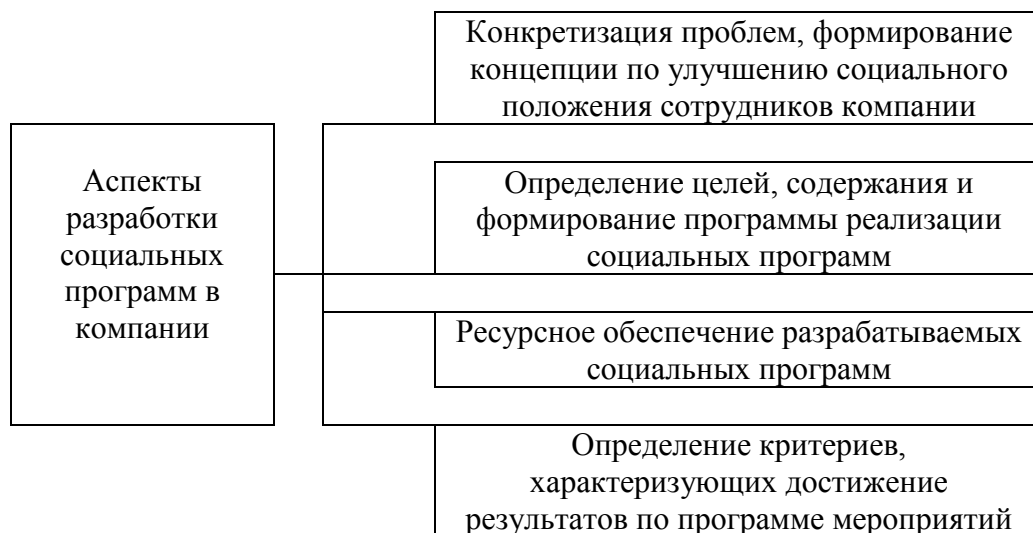 Аспекты
разработки
социальных
программ в
компании
Конкретизация проблем, формирование
концепции по улучшению социального
положения сотрудников компании
Определение целей, содержания и
формирование программы реализации
социальных программ
Ресурсное обеспечение разрабатываемых
социальных программ
Определение критериев,
характеризующих достижение
результатов по программе мероприятий